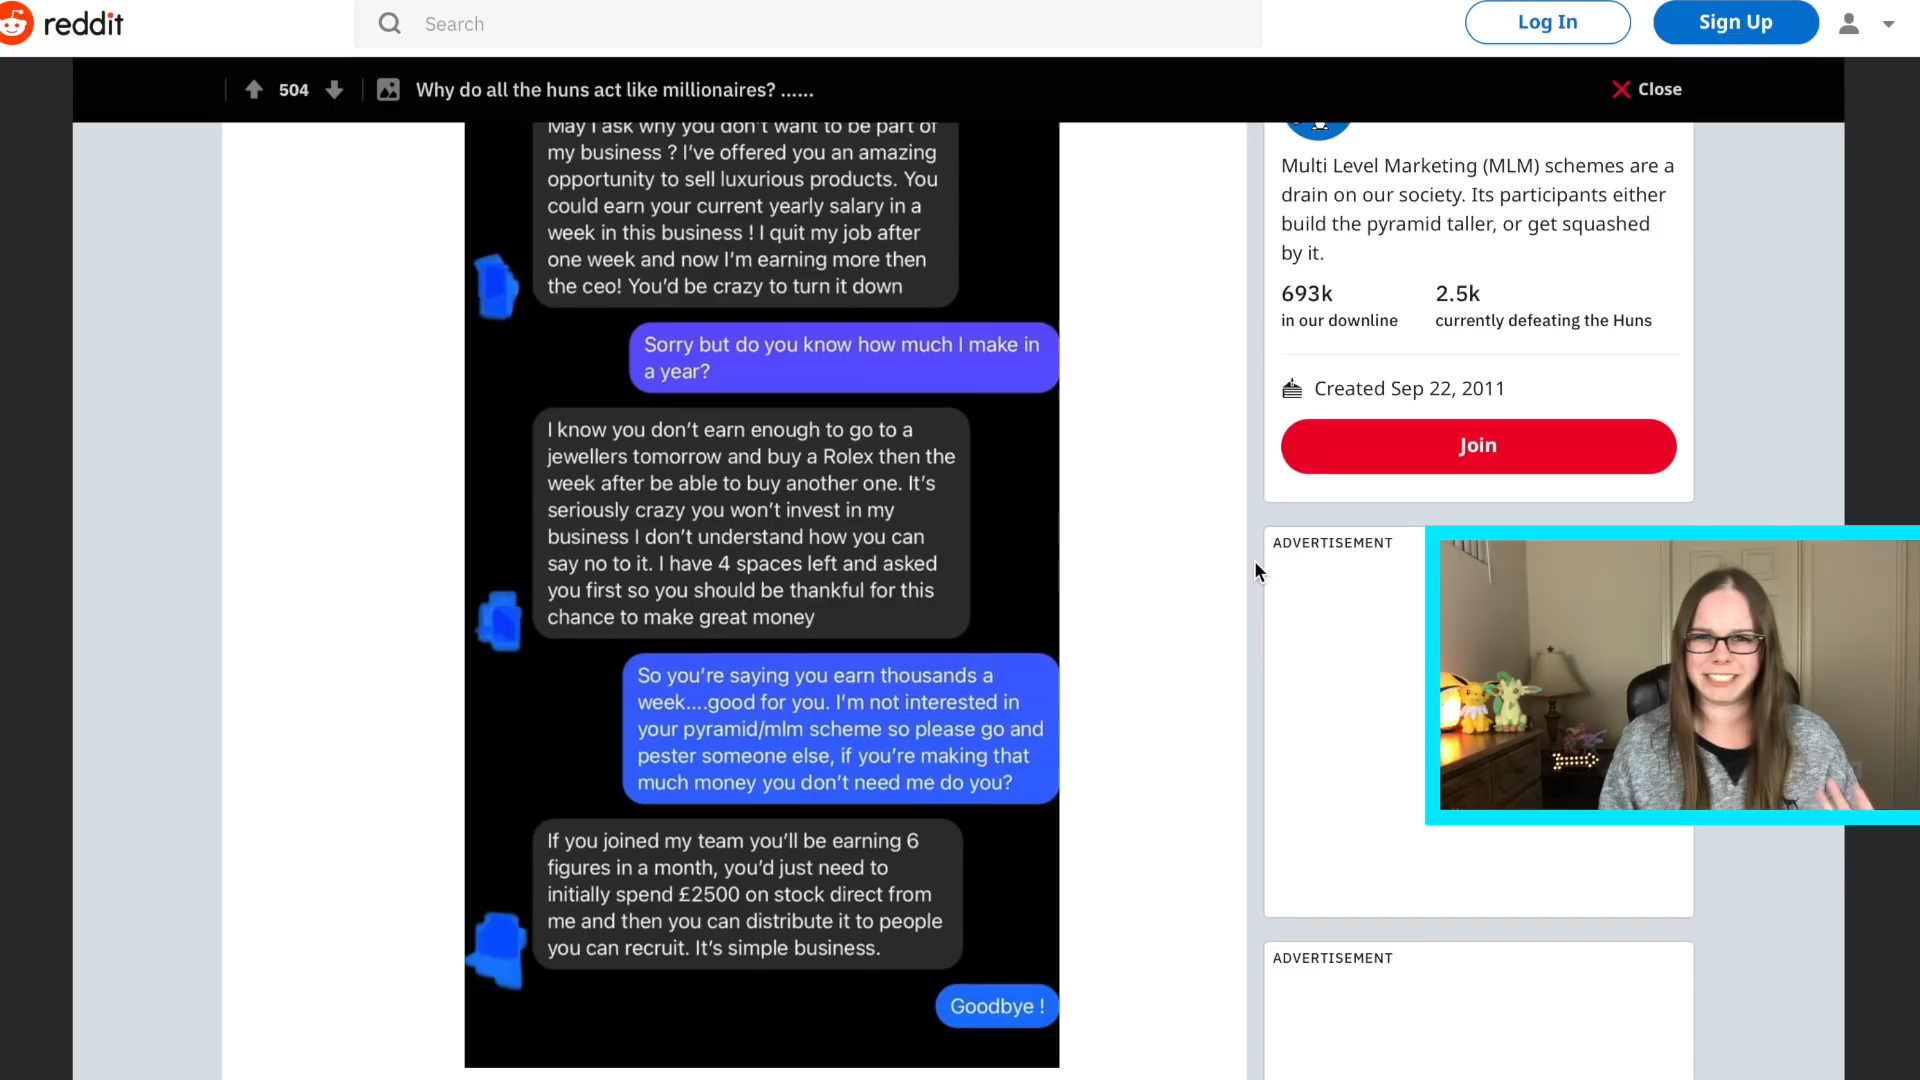 reddit
Search
Log In
Sign Up
504
Why do all the huns act like millionaires? ......
Close
May I ask why you don't want to be part of
my business ? I've offered you an amazing
opportunity to sell luxurious products. You
could earn your current yearly salary in a
week in this business ! I quit my job after
one week and now I'm earning more then
the ceo! You'd be crazy to turn it down
Sorry but do you know how much I make in
a year?
I know you don't earn enough to go to a
jewellers tomorrow and buy a Rolex then the
week after be able to buy another one. It's
seriously crazy you won't invest in my
business I don't understand how you can
say no to it. I have 4 spaces left and asked
you first so you should be thankful for this
chance to make great money
So you're saying you earn thousands a
week....good for you. I'm not interested in
your pyramid/mlm scheme so please go and
pester someone else, if you're making that
much money you don't need me do you?
If you joined my team you'll be earning 6
figures in a month, you'd just need to
initially spend £2500 on stock direct from
me and then you can distribute it to people
you can recruit. It's simple business.
Goodbye !
Multi Level Marketing (MLM) schemes are a
drain on our society. Its participants either
build the pyramid taller, or get squashed
by it.
693k
2.5k
in our downline
currently defeating the Huns
Created Sep 22, 2011
Join
ADVERTISEMENT
ADVERTISEMENT